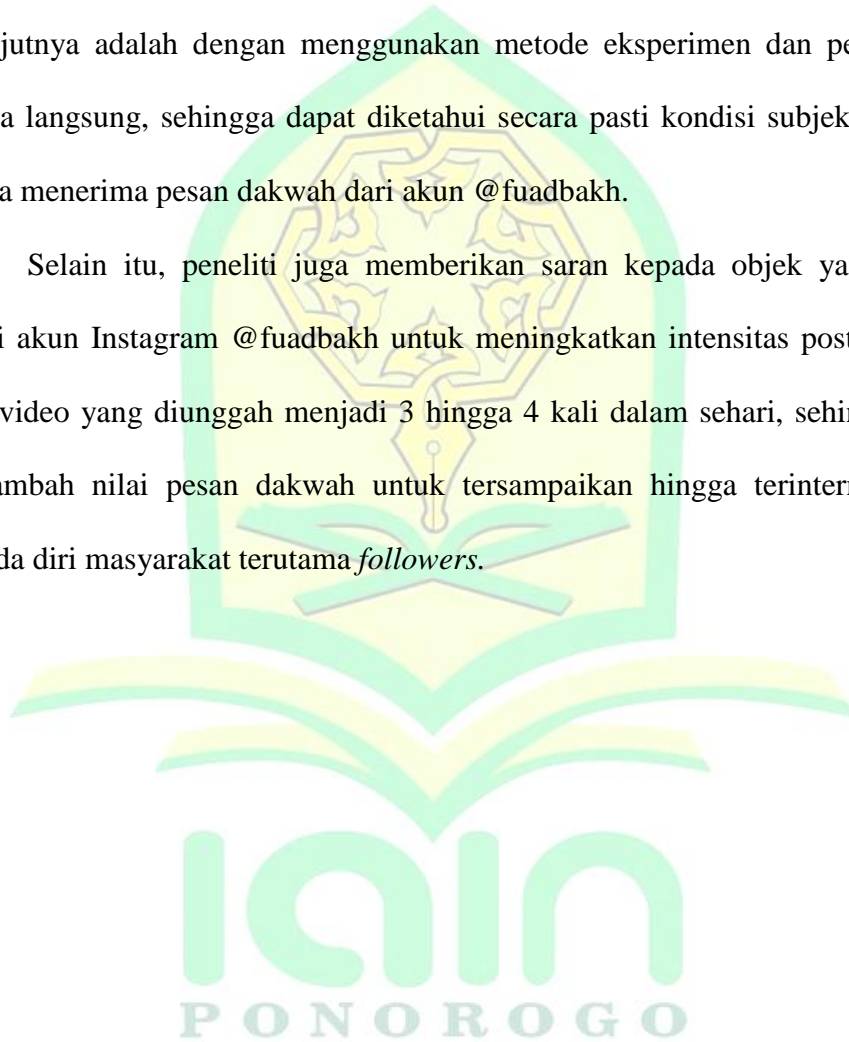 jutnya adalah dengan menggunakan metode eksperimen dan pe
a langsung, sehingga dapat diketahui secara pasti kondisi subjek
a menerima pesan dakwah dari akun @fuadbakh.
Selain itu, peneliti juga memberikan saran kepada objek ya
i akun Instagram @fuadbakh untuk meningkatkan intensitas post
video yang diunggah menjadi 3 hingga 4 kali dalam sehari, sehin
ambah nilai pesan dakwah untuk tersampaikan hingga terintern
da diri masyarakat terutama followers.
iain
PONOROGO